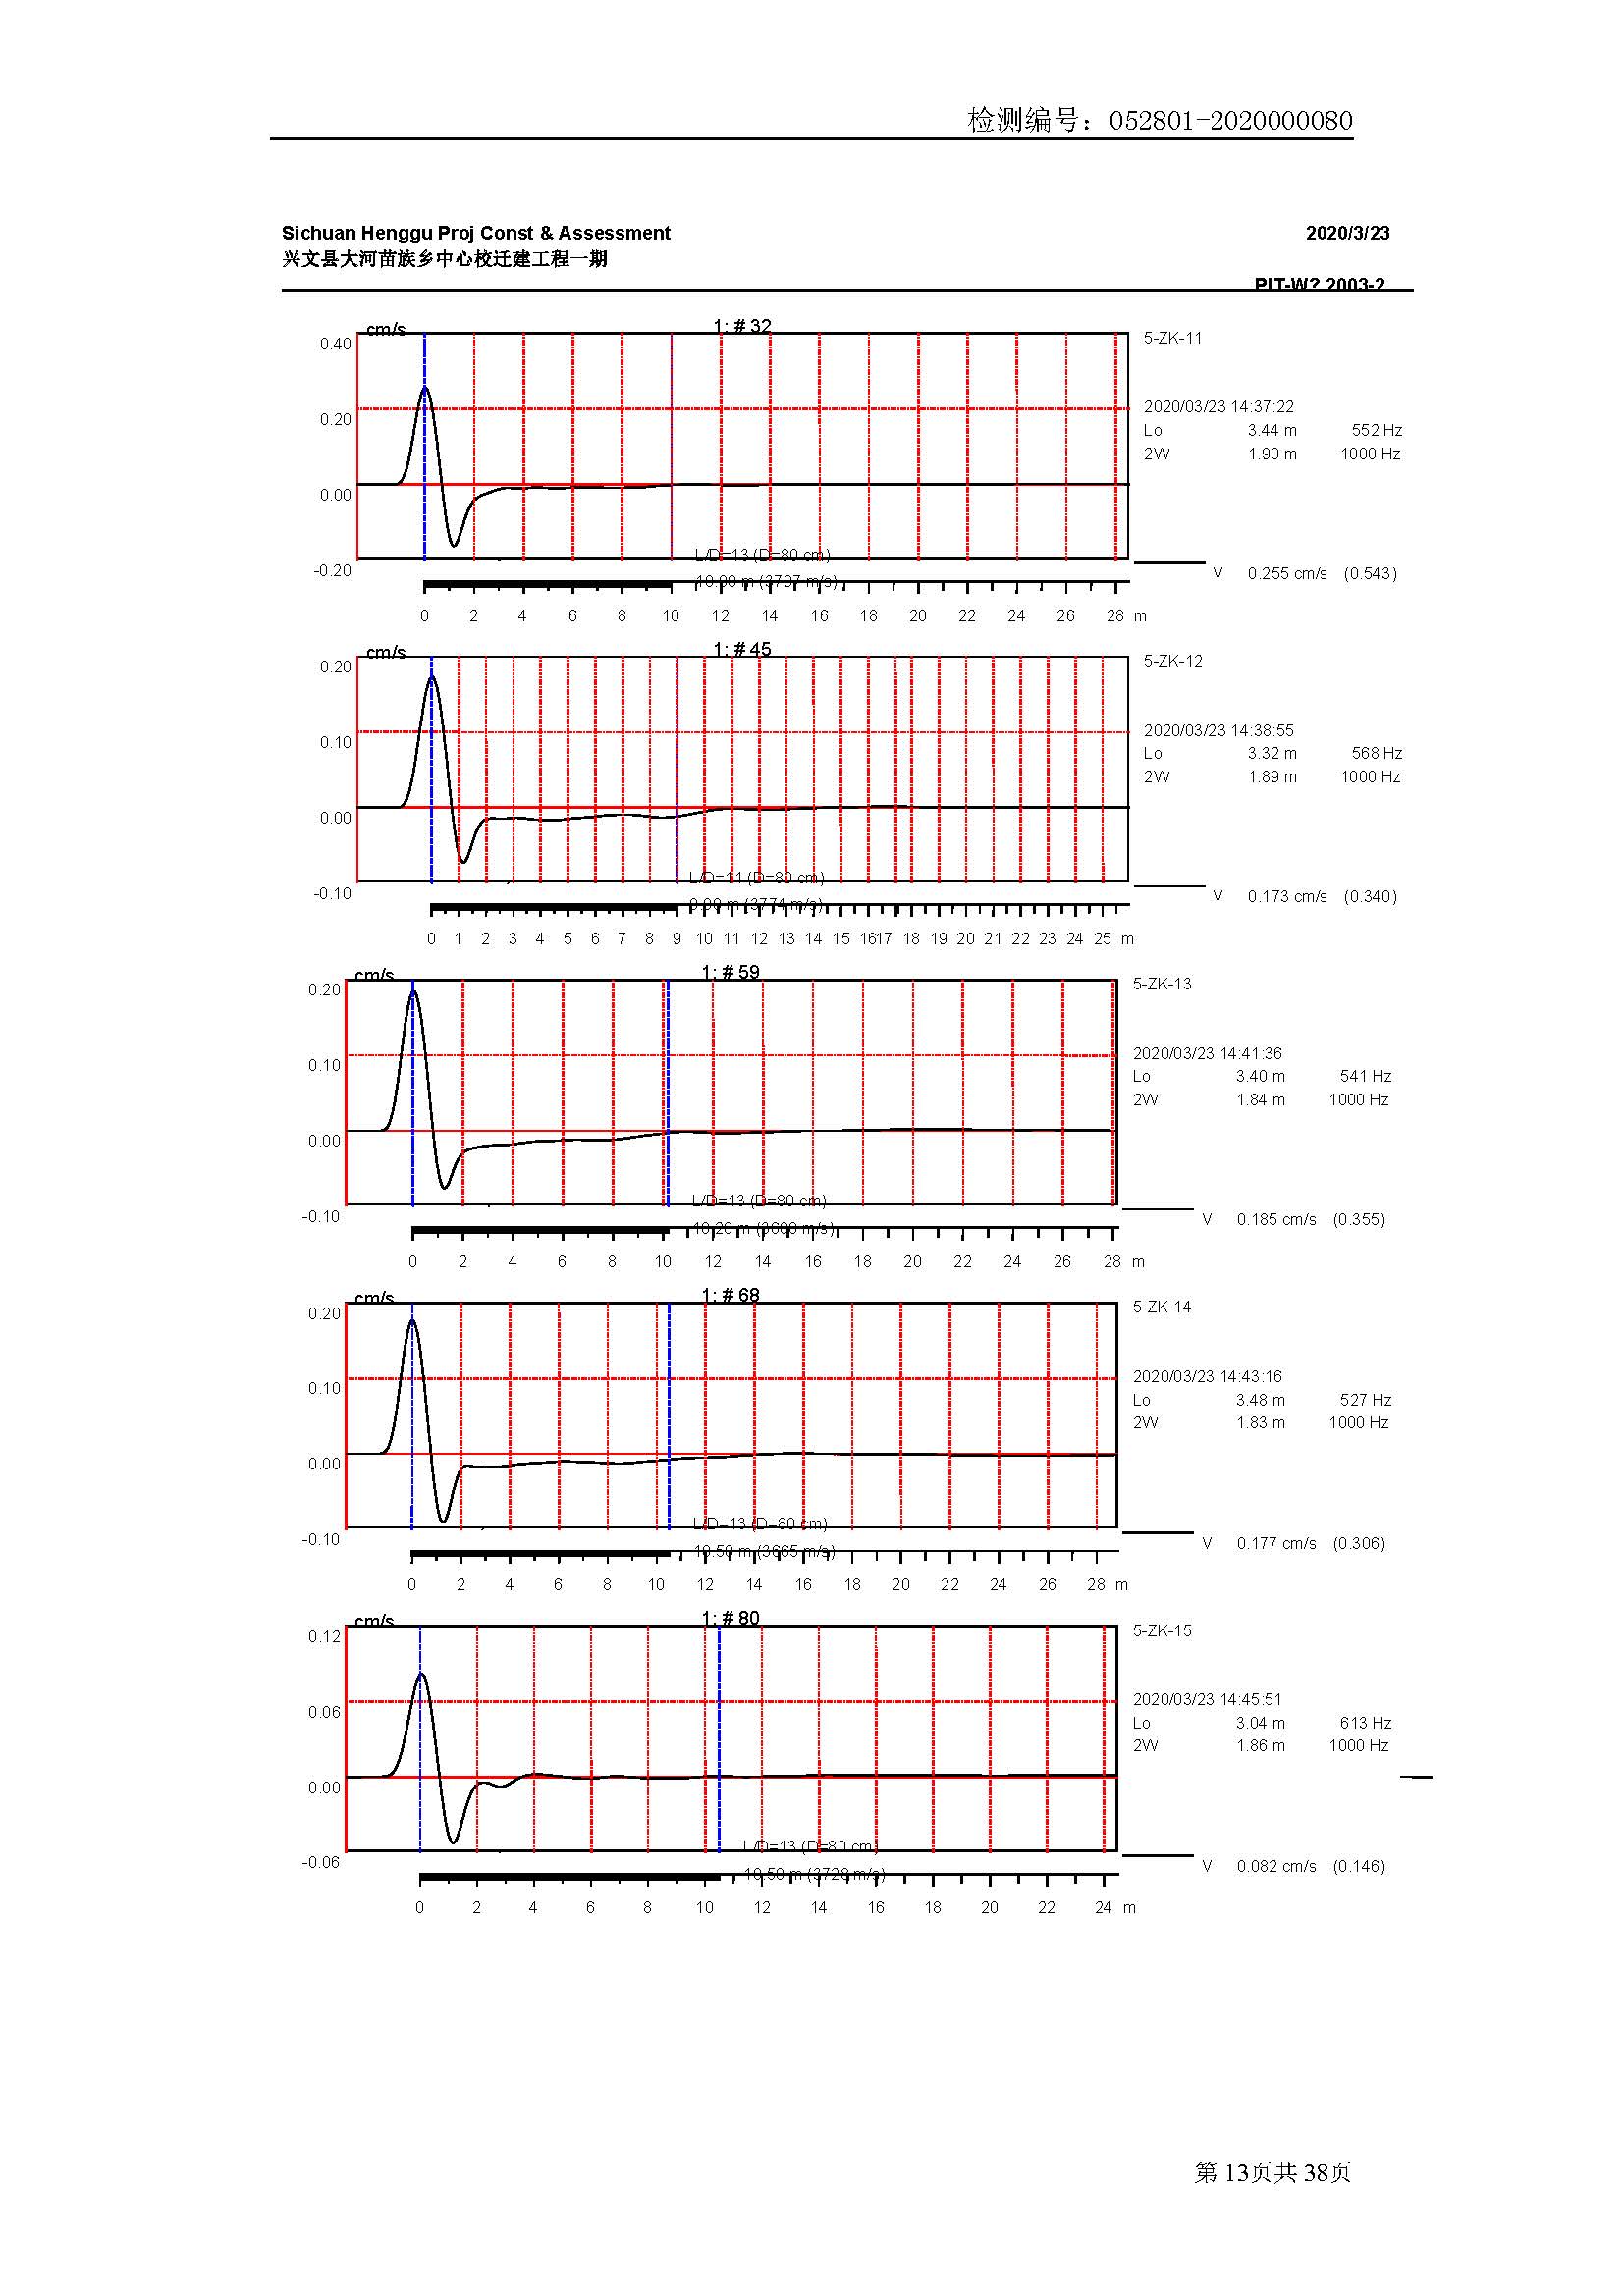 检测编号：052801-2020000080
Sichuan Henggu Proj Const & Assessment 2020/3/23
兴文县大河苗族乡中心校迁建工程一期
PIT-W? 2003-2
cm/s 1: # 32 5-ZK-11
0.40
2020/03/23 14:37:22
0.20
Lo 3.44 m 552 Hz
2W 1.90 m 1000 Hz
0.00
L/D=13 (D=80 cm)
-0.20
10.00 m (3797 m/s)
V 0.255 cm/s (0.543)
0 2 4 6 8 10 12 14 16 18 20 22 24 26 28 m
cm/s 1: # 45 5-ZK-12
0.20
2020/03/23 14:38:55
0.10
Lo 3.32 m 568 Hz
2W 1.89 m 1000 Hz
0.00
L/D=11 (D=80 cm)
-0.10
9.00 m (3774 m/s)
V 0.173 cm/s (0.340)
0 1 2 3 4 5 6 7 8 9 10 11 12 13 14 15 16 17 18 19 20 21 22 23 24 25 m
cm/s 1: # 59 5-ZK-13
0.20
2020/03/23 14:41:36
0.10
Lo 3.40 m 541 Hz
2W 1.84 m 1000 Hz
0.00
L/D=13 (D=80 cm)
-0.10
10.20 m
V 0.185 cm/s (0.355)
0 2 4 6 8 10 12 14 16 18 20 22 24 26 28 m
cm/s 1: # 68 5-ZK-14
0.20
2020/03/23 14:43:16
0.10
Lo 3.48 m 527 Hz
2W 1.83 m 1000 Hz
0.00
L/D=13 (D=80 cm)
-0.10
10.50 m (3665 m/s)
V 0.177 cm/s (0.306)
0 2 4 6 8 10 12 14 16 18 20 22 24 26 28 m
cm/s 1: # 80 5-ZK-15
0.12
2020/03/23 14:45:51
0.06
Lo 3.04 m 613 Hz
2W 1.86 m 1000 Hz
0.00
L/D=13 (D=80 cm)
-0.06
10.50 m (3728 m/s)
V 0.082 cm/s (0.146)
0 2 4 6 8 10 12 14 16 18 20 22 24 m
第 13页共 38页